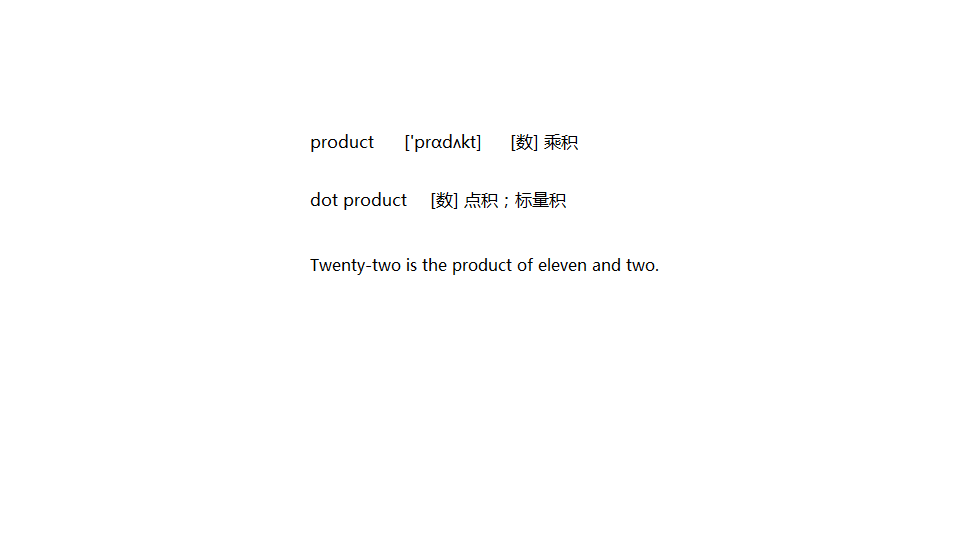 product ['prɑdʌkt] [数] 乘积
dot product [数] 点积；标量积
Twenty-two is the product of eleven and two.